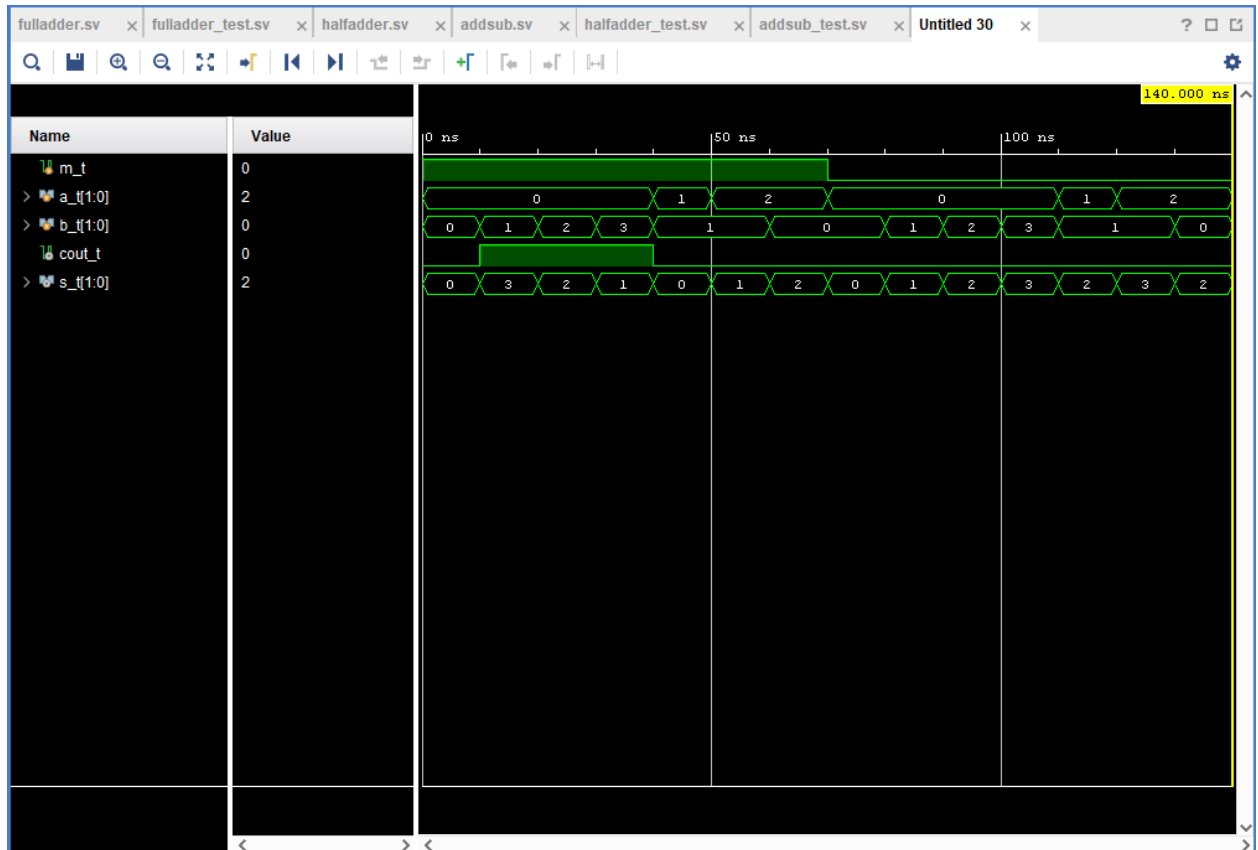 fulladder.sv × fulladder_test.sv × halfadder.sv × addsub.sv × halfadder_test.sv × addsub_test.sv × Untitled 30 × ?
140.000 ns
Name Value 0 ns 50 ns 100 ns
m_t 0
a_t[1:0] 2 0 1 2 0 1 2
b_t[1:0] 0 0 1 2 3 1 0 1 2 3 1 0
cout_t 0
s_t[1:0] 2 0 3 2 1 0 1 2 0 1 2 3 2 3 2